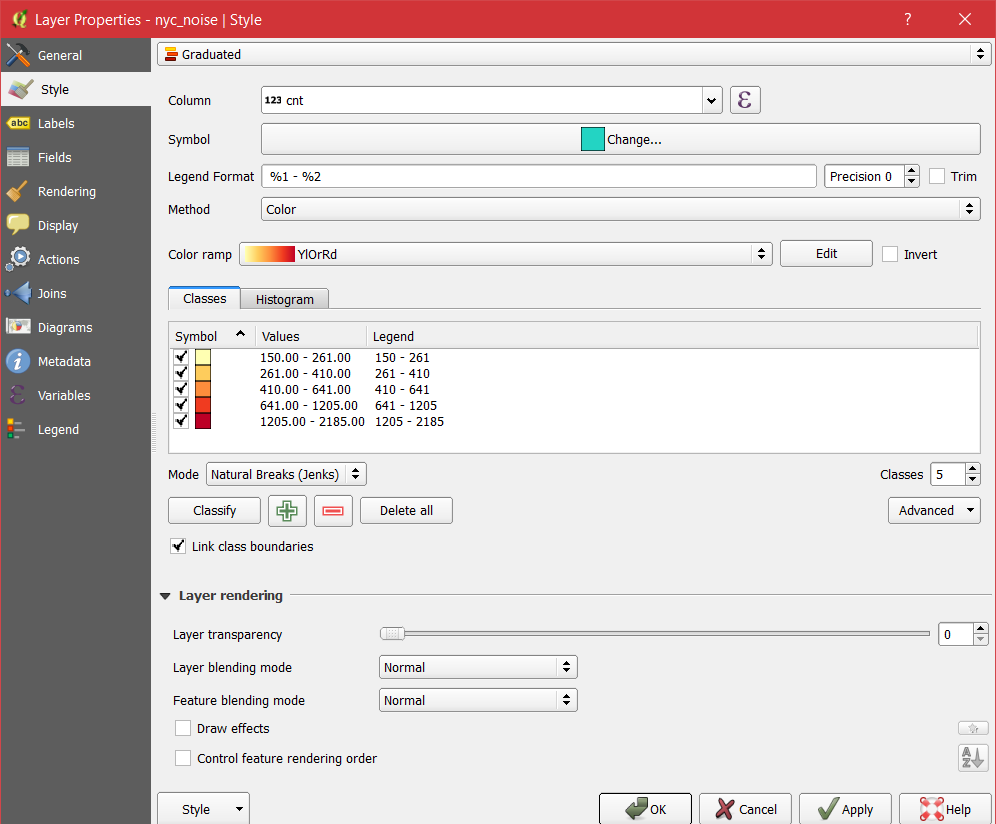 Layer Properties - nyc_noise | Style
?
General
Style
abc Labels
Fields
Rendering
Display
Actions
Joins
Diagrams
Metadata
Variables
Legend
Graduated
Column 123 cnt ε
Symbol Change...
Legend Format %1 - %2 Precision 0 Trim
Method Color
Color ramp YlOrRd Edit Invert
Classes Histogram
Symbol Values Legend
150.00 - 261.00 150 - 261
261.00 - 410.00 261 - 410
410.00 - 641.00 410 - 641
641.00 - 1205.00 641 - 1205
1205.00 - 2185.00 1205 - 2185
Mode Natural Breaks (Jenks) Classes 5
Classify Delete all Advanced
Link class boundaries
Layer rendering
Layer transparency 0
Layer blending mode Normal
Feature blending mode Normal
Draw effects
Control feature rendering order AZ
Style OK Cancel Apply Help